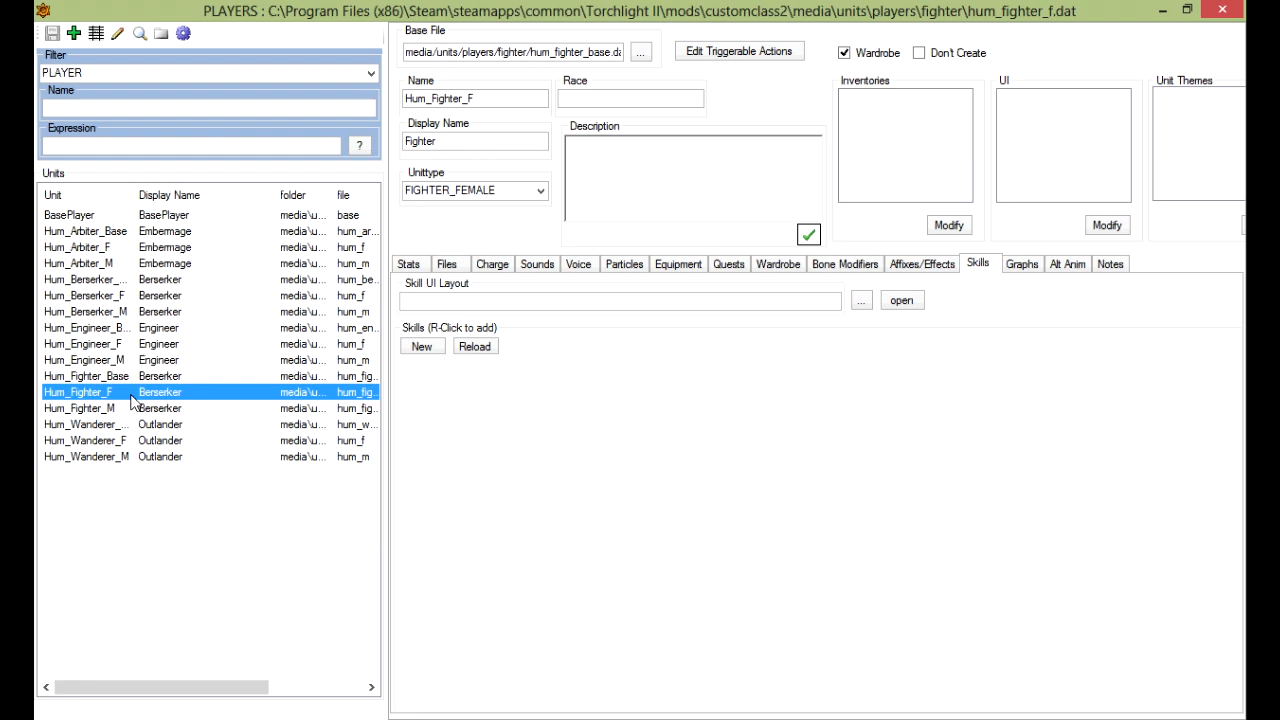 PLAYERS : C:\Program Files (x86)\Steam\steamapps\common\Torchlight II\mods\customclass2\media\units\players\fighter\hum_fighter_f.dat
Filter
PLAYER
Name
Expression
?
Units
Unit Display Name folder file
BasePlayer BasePlayer media\u... base
Hum_Arbiter_Base Embermage media\u... hum_ar...
Hum_Arbiter_F Embermage media\u... hum_f
Hum_Arbiter_M Embermage media\u... hum_m
Hum_Berserker_... Berserker media\u... hum_be...
Hum_Berserker_F Berserker media\u... hum_f
Hum_Berserker_M Berserker media\u... hum_m
Hum_Engineer_B... Engineer media\u... hum_en...
Hum_Engineer_F Engineer media\u... hum_f
Hum_Engineer_M Engineer media\u... hum_m
Hum_Fighter_Base Berserker media\u... hum_fig...
Hum_Fighter_F Berserker media\u... hum_fig...
Hum_Fighter_M Berserker media\u... hum_fig...
Hum_Wanderer_... Outlander media\u... hum_w...
Hum_Wanderer_F Outlander media\u... hum_f
Hum_Wanderer_M Outlander media\u... hum_m
Base File
media/units/players/fighter/hum_fighter_base.da ... Edit Triggerable Actions Wardrobe Don't Create
Name Race Inventories UI Unit Themes
Hum_Fighter_F
Display Name Description
Fighter
Unittype
FIGHTER_FEMALE
Modify Modify
Stats Files Charge Sounds Voice Particles Equipment Quests Wardrobe Bone Modifiers Affixes/Effects Skills Graphs Alt Anim Notes
Skill UI Layout
... open
Skills (R-Click to add)
New Reload